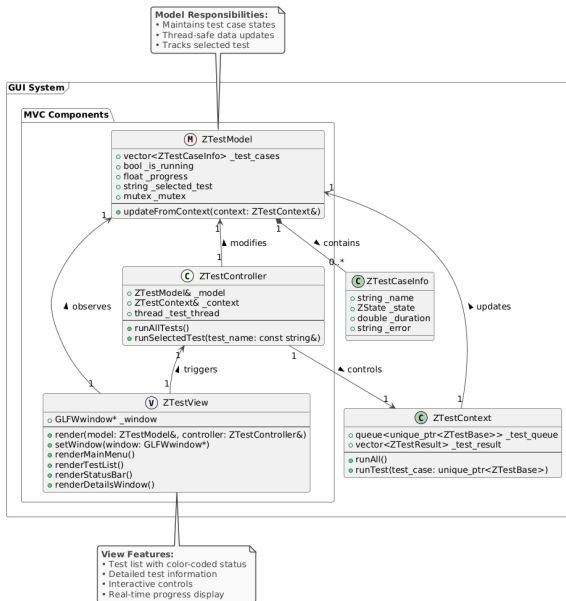 Model Responsibilities:
• Maintains test case states
• Thread-safe data updates
• Tracks selected test
GUI System
MVC Components
M ZTestModel
vector<ZTestCaseInfo> _test_cases
bool _is_running
float _progress
string _selected_test
mutex _mutex
updateFromContext(context: ZTestContext&)
1
1
1
1
modifies
contains
1
0..*
C ZTestController
ZTestModel& _model
ZTestContext& _context
thread _test_thread
runAllTests()
runSelectedTest(test_name: const string&)
C ZTestCaseInfo
string _name
ZState _state
double _duration
string _error
observes
updates
1
1
triggers
controls
1
1
1
1
V ZTestView
GLFWwindow* _window
render(model: ZTestModel&, controller: ZTestController&)
setWindow(window: GLFWwindow*)
renderMainMenu()
renderTestList()
renderStatusBar()
renderDetailsWindow()
C ZTestContext
queue<unique_ptr<ZTestBase>> _test_queue
vector<ZTestResult> _test_result
runAll()
runTest(test_case: unique_ptr<ZTestBase>)
View Features:
• Test list with color-coded status
• Detailed test information
• Interactive controls
• Real-time progress display